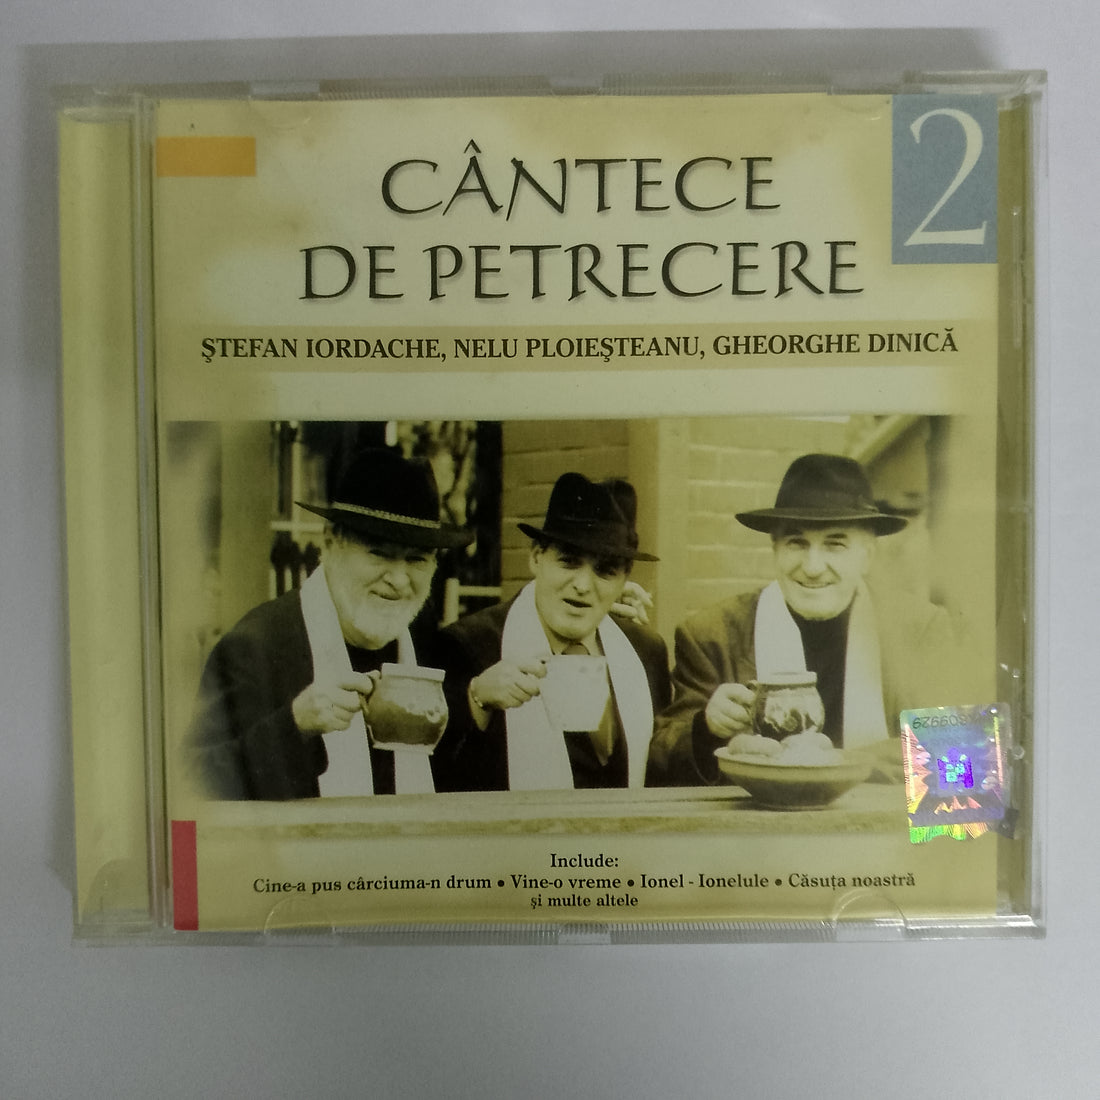 2
CÂNTECE
DE PETRECERE
ŞTEFAN IORDACHE, NELU PLOIEŞTEANU, GHEORGHE DINICĂ
Include:
Cine-a pus cârciuma-n drum • Vine-o vreme • Ionel - Ionelule • Căsuţa noastră
şi multe altele